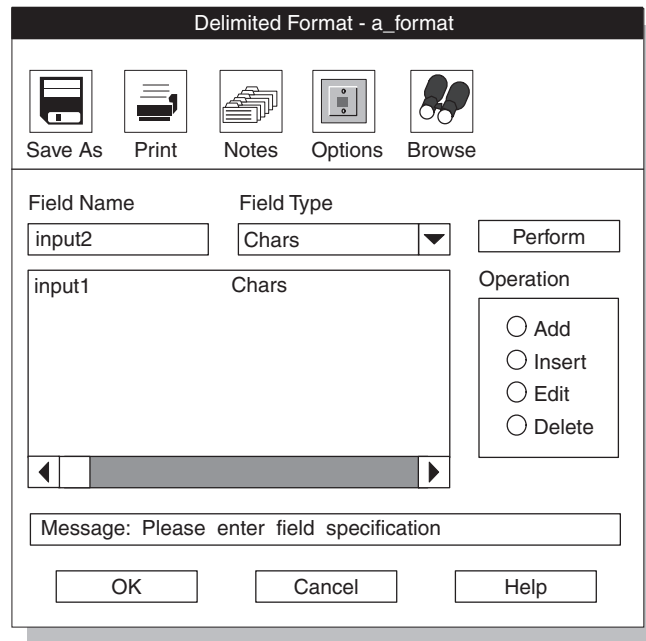 Delimited Format - a_format
Save As Print Notes Options Browse
Field Name Field Type
input2 Chars Perform
input1 Chars
Operation
Add
Insert
Edit
Delete
Message: Please enter field specification
OK Cancel Help